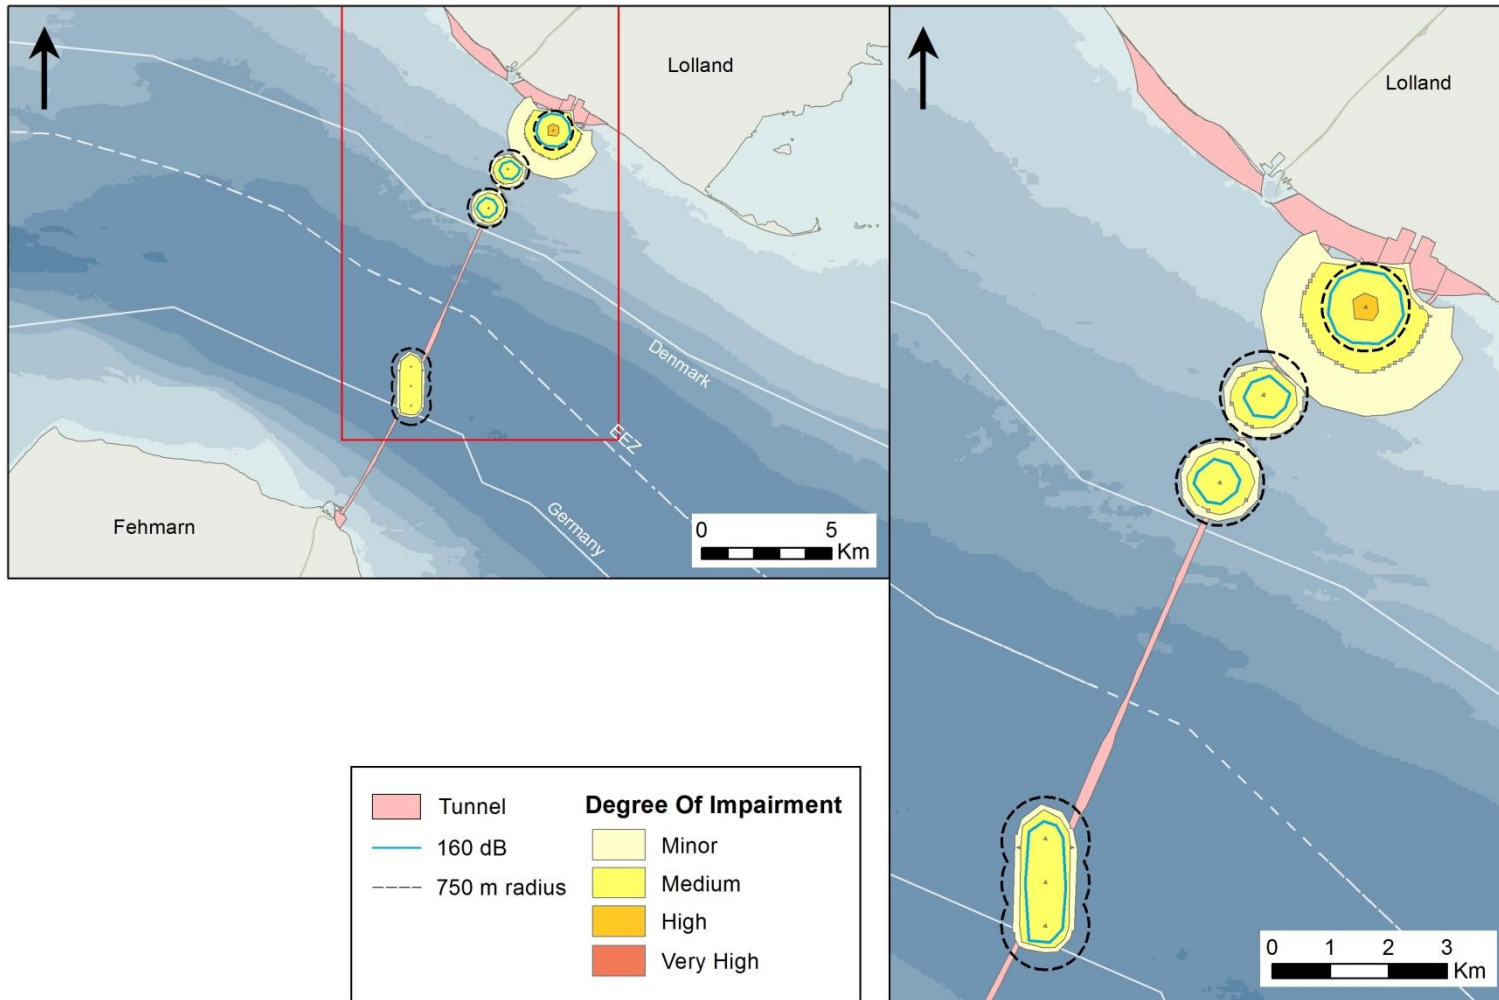 Lolland
Denmark
EEZ
Germany
Fehmarn
0 5
Km
Lolland
0 1 2 3
Km
Tunnel
160 dB
750 m radius
Degree Of Impairment
Minor
Medium
High
Very High